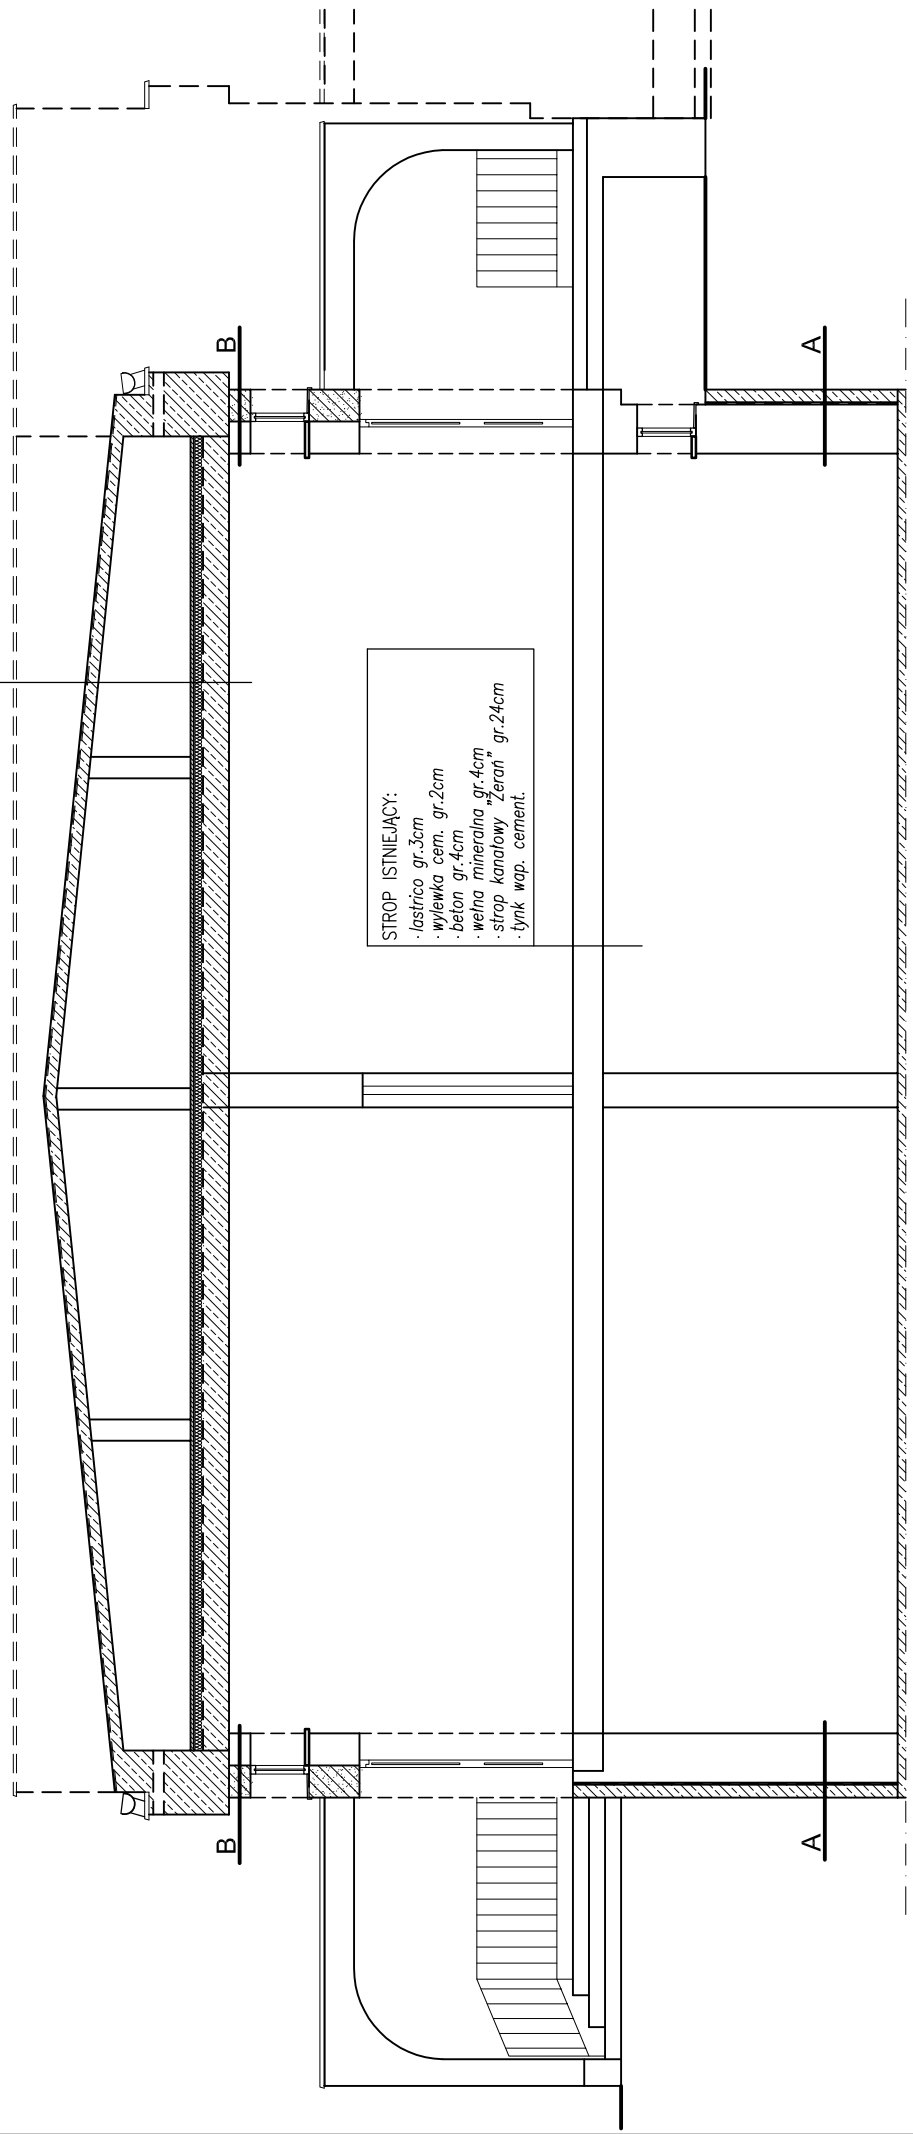 B
A
STROP ISTNIEJĄCY:
·lastrico gr.3cm
·wylewka cem. gr.2cm
·beton gr.4cm
·wełna mineralna gr.4cm
·strop kanałowy „Żerań” gr.24cm
·tynk wap. cement.
B
A